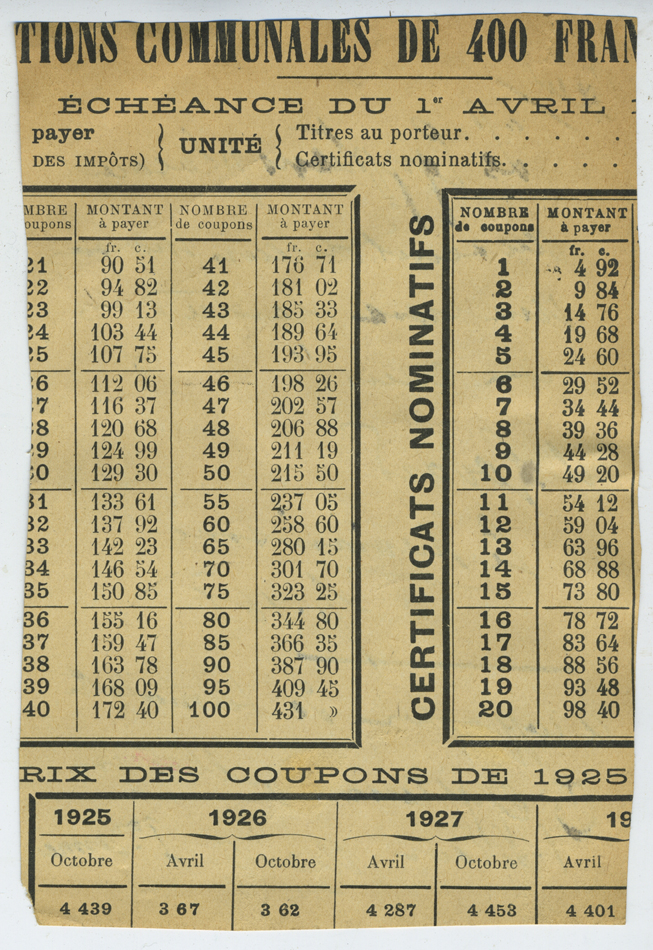 TIONS COMMUNALES DE 400 FRAN
ÉCHÉANCE DU 1er AVRIL 1
payer UNITÉ Titres au porteur. . . . . .
DES IMPÔTS) Certificats nominatifs. . . . .
MBRE MONTANT NOMBRE MONTANT NOMBRE MONTANT
oupons à payer de coupons à payer de coupons à payer
fr. c. fr. c. fr. c.
21 90 51 41 176 71 1 4 92
22 94 82 42 181 02 2 9 84
23 99 13 43 185 33 3 14 76
24 103 44 44 189 64 4 19 68
25 107 75 45 193 95 5 24 60
26 112 06 46 198 26 6 29 52
7 116 37 47 202 57 7 34 44
8 120 68 48 206 88 8 39 36
29 124 99 49 211 19 9 44 28
30 129 30 50 215 50 10 49 20
31 133 61 55 237 05 11 54 12
32 137 92 60 258 60 12 59 04
33 142 23 65 280 15 13 63 96
34 146 54 70 301 70 14 68 88
35 150 85 75 323 25 15 73 80
36 155 16 80 344 80 16 78 72
37 159 47 85 366 35 17 83 64
38 163 78 90 387 90 18 88 56
39 168 09 95 409 45 19 93 48
40 172 40 100 431 » 20 98 40
CERTIFICATS NOMINATIFS
RIX DES COUPONS DE 1925
1925 1926 1927 19
Octobre Avril Octobre Avril Octobre Avril
4 439 3 67 3 62 4 287 4 453 4 401